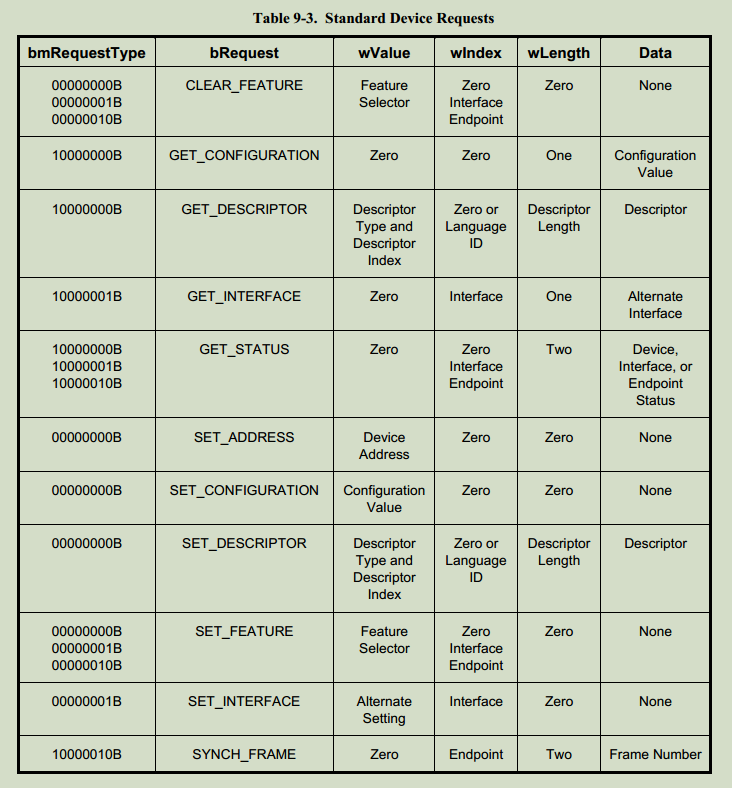 Table 9-3. Standard Device Requests
bmRequestType bRequest wValue wIndex wLength Data
00000000B CLEAR_FEATURE Feature Zero Zero None
00000001B Selector Interface
00000010B Endpoint
10000000B GET_CONFIGURATION Zero Zero One Configuration
Value
10000000B GET_DESCRIPTOR Descriptor Zero or Descriptor Descriptor
Type and Language Length
Descriptor ID
Index
10000001B GET_INTERFACE Zero Interface One Alternate
Interface
10000000B GET_STATUS Zero Zero Two Device,
10000001B Interface Interface, or
10000010B Endpoint Endpoint
Status
00000000B SET_ADDRESS Device Zero Zero None
Address
00000000B SET_CONFIGURATION Configuration Zero Zero None
Value
00000000B SET_DESCRIPTOR Descriptor Zero or Descriptor Descriptor
Type and Language Length
Descriptor ID
Index
00000000B SET_FEATURE Feature Zero Zero None
00000001B Selector Interface
00000010B Endpoint
00000001B SET_INTERFACE Alternate Interface Zero None
Setting
10000010B SYNCH_FRAME Zero Endpoint Two Frame Number